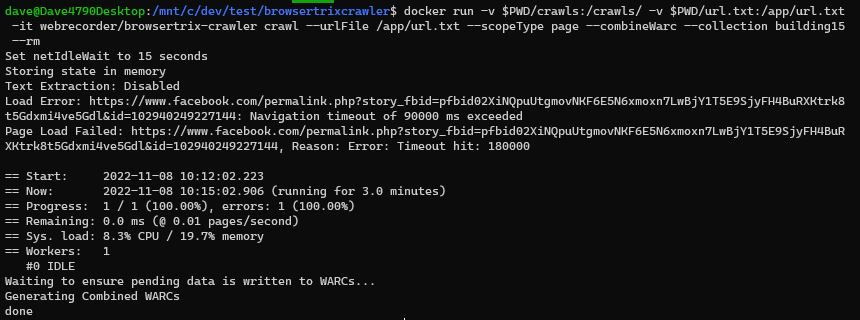 dave@Dave4790Desktop:/mnt/c/dev/test/browsertrixcrawler$ docker run -v $PWD/crawls:/crawls/ -v $PWD/url.txt:/app/url.txt
-it webrecorder/browsertrix-crawler crawl --urlFile /app/url.txt --scopeType page --combineWarc --collection building15
--rm
Set netIdleWait to 15 seconds
Storing state in memory
Text Extraction: Disabled
Load Error: https://www.facebook.com/permalink.php?story_fbid=pfbid02XiNQpuUtgmovNKF6E5N6xmoxn7LwBjY1T5E9SjyFH4BuRXKtrk8
t5Gdxmi4ve5Gdl&id=102940249227144: Navigation timeout of 90000 ms exceeded
Page Load Failed: https://www.facebook.com/permalink.php?story_fbid=pfbid02XiNQpuUtgmovNKF6E5N6xmoxn7LwBjY1T5E9SjyFH4BuR
XKtrk8t5Gdxmi4ve5Gdl&id=102940249227144, Reason: Error: Timeout hit: 180000
== Start:     2022-11-08 10:12:02.223
== Now:       2022-11-08 10:15:02.906 (running for 3.0 minutes)
== Progress:  1 / 1 (100.00%), errors: 1 (100.00%)
== Remaining: 0.0 ms (@ 0.01 pages/second)
== Sys. load: 8.3% CPU / 19.7% memory
== Workers:   1
   #0 IDLE
Waiting to ensure pending data is written to WARCs...
Generating Combined WARCs
done